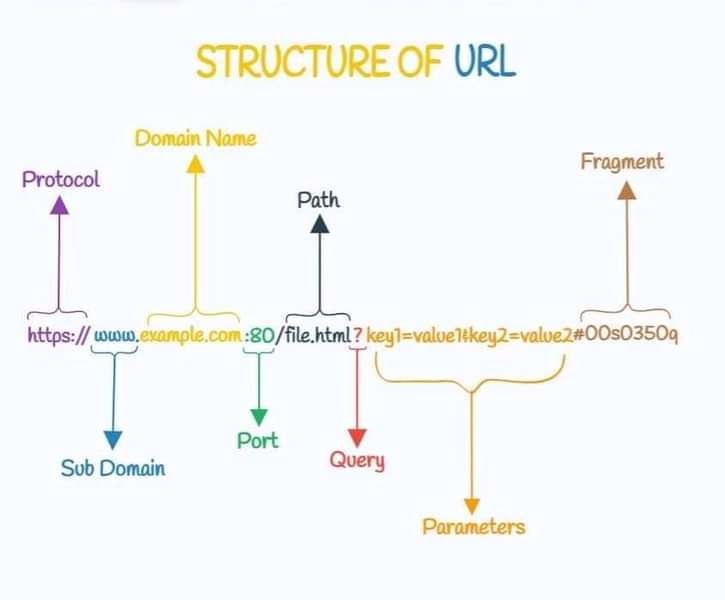 STRUCTURE OF URL
Domain Name
Fragment
Protocol
Path
https://www.example.com:80/file.html?key1=value1&key2=value2#00s0350q
Port
Query
Sub Domain
Parameters